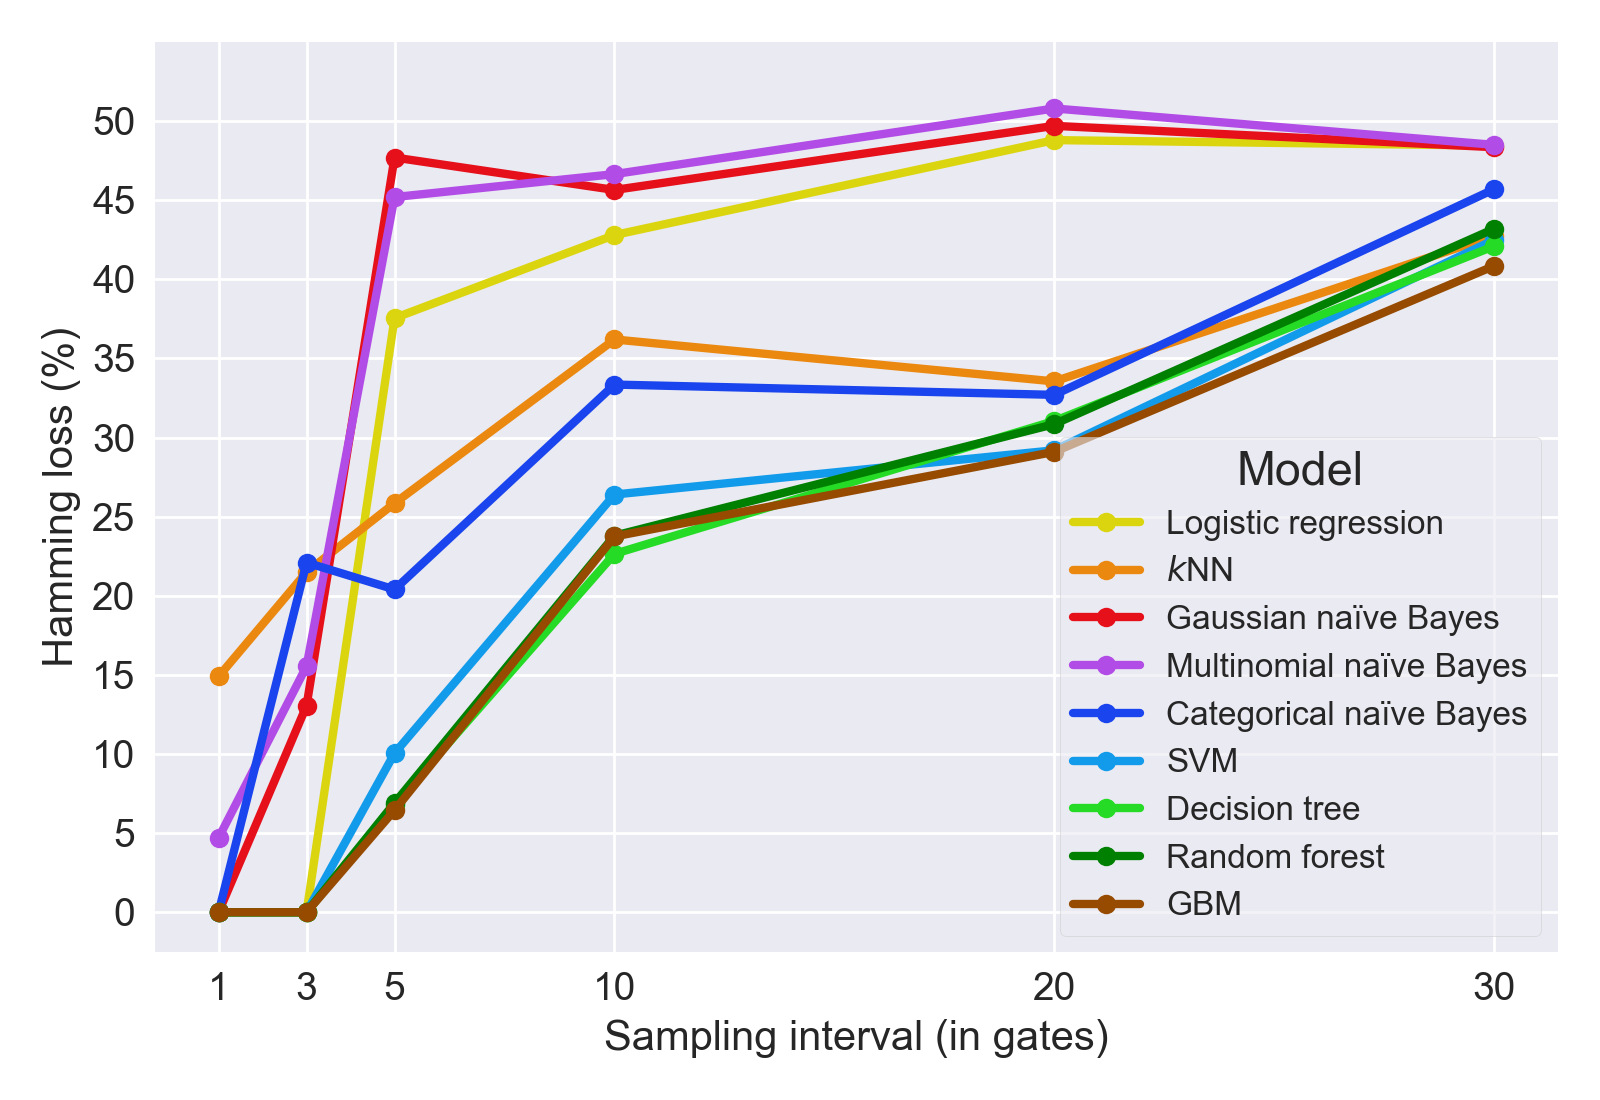 50
45
40
35
30
25
20
15
10
5
0
Hamming loss (%)
Model
Logistic regression
kNN
Gaussian naïve Bayes
Multinomial naïve Bayes
Categorical naïve Bayes
SVM
Decision tree
Random forest
GBM
1 3 5 10 20 30
Sampling interval (in gates)